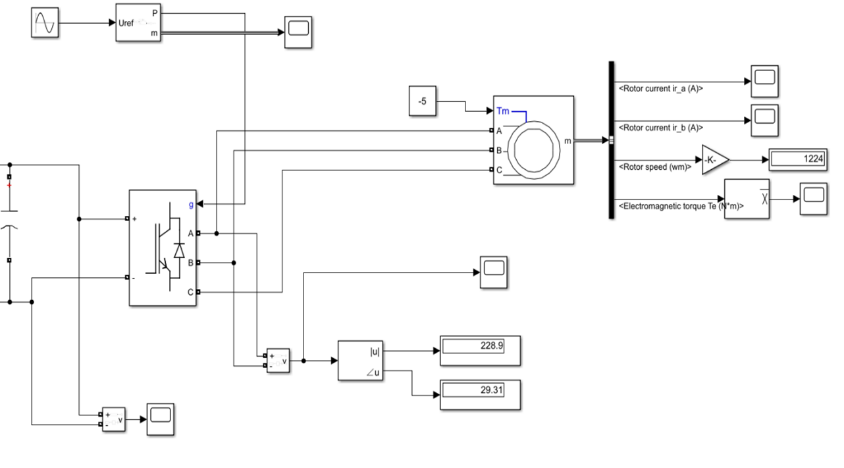 Uref
P
m
-5
Tm
A
B
C
m
<Rotor current ir_a (A)>
<Rotor current ir_b (A)>
<Rotor speed (wm)>
-K-
1224
<Electromagnetic torque Te (N*m)>
g
+
-
A
B
C
+
-
v
|u|
∠u
228.9
29.31
+
-
v